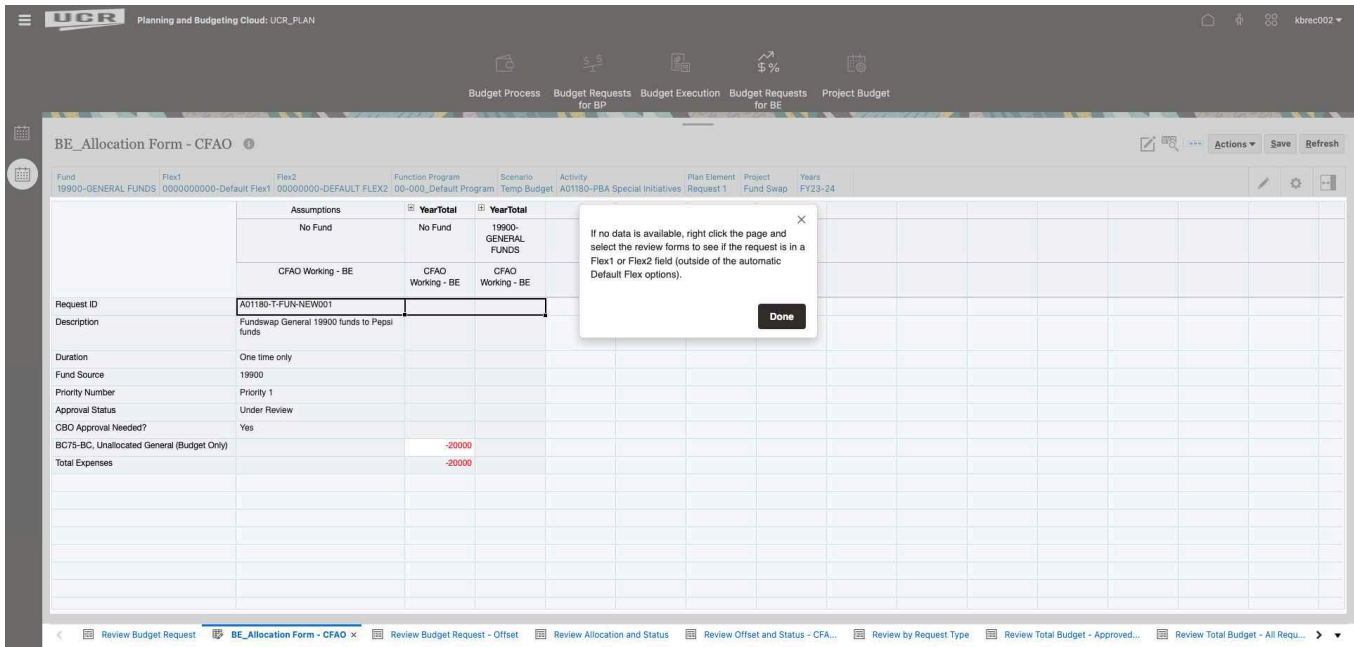 UCR Planning and Budgeting Cloud: UCR_PLAN kbrec002
Budget Process Budget Requests for BP Budget Execution Budget Requests for BE Project Budget
BE_Allocation Form - CFAO
Actions Save Refresh
Fund Flex1 Flex2 Function Program Scenario Activity Plan Element Project Years
19900-GENERAL FUNDS 0000000000-Default Flex1 00000000-DEFAULT FLEX2 00-000_Default Program Temp Budget A01180-PBA Special Initiatives Request 1 Fund Swap FY23-24
Assumptions YearTotal YearTotal
No Fund No Fund 19900-GENERAL FUNDS
CFAO Working - BE CFAO Working - BE CFAO Working - BE
If no data is available, right click the page and
select the review forms to see if the request is in a
Flex1 or Flex2 field (outside of the automatic
Default Flex options).
Done
Request ID A01180-T-FUN-NEW001
Description Fundswap General 19900 funds to Pepsi
funds
Duration One time only
Fund Source 19900
Priority Number Priority 1
Approval Status Under Review
CBO Approval Needed? Yes
BC75-BC, Unallocated General (Budget Only) -20000
Total Expenses -20000
Review Budget Request BE_Allocation Form - CFAO Review Budget Request - Offset Review Allocation and Status Review Offset and Status - CFA... Review by Request Type Review Total Budget - Approved... Review Total Budget - All Requ...